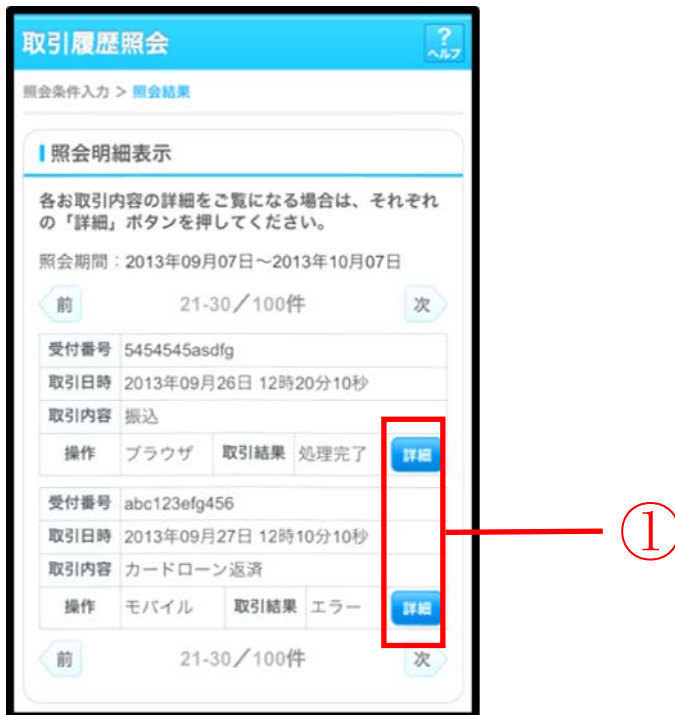 取引履歴照会
?
ヘルプ
照会条件入力 > 照会結果
照会明細表示
各お取引内容の詳細をご覧になる場合は、それぞれ
の「詳細」ボタンを押してください。
照会期間:2013年09月07日～2013年10月07日
前 21-30／100件 次
受付番号 5454545asdfg
取引日時 2013年09月26日 12時20分10秒
取引内容 振込
操作 ブラウザ 取引結果 処理完了 詳細
受付番号 abc123efg456
取引日時 2013年09月27日 12時10分10秒
①
取引内容 カードローン返済
操作 モバイル 取引結果 エラー 詳細
前 21-30／100件 次